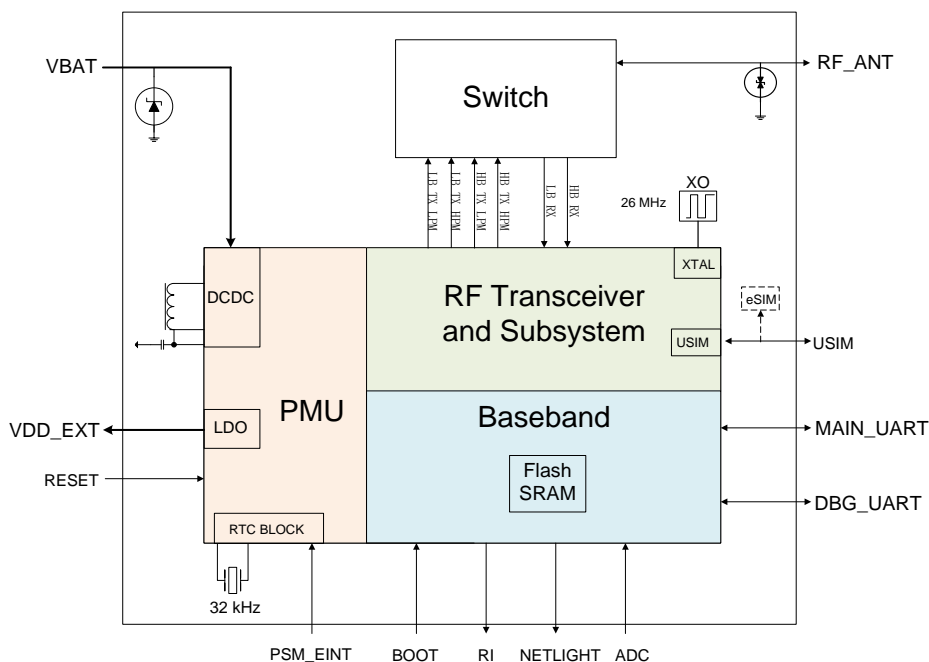 VBAT
RF_ANT
Switch
LB TX LPM
LB TX HPM
HB TX LPM
HB TX HPM
LB RX
HB RX
XO
26 MHz
XTAL
DCDC
RF Transceiver
and Subsystem
eSIM
USIM
USIM
PMU
Baseband
LDO
VDD_EXT
MAIN_UART
Flash
SRAM
RESET
DBG_UART
RTC BLOCK
32 kHz
PSM_EINT
BOOT
RI
NETLIGHT
ADC